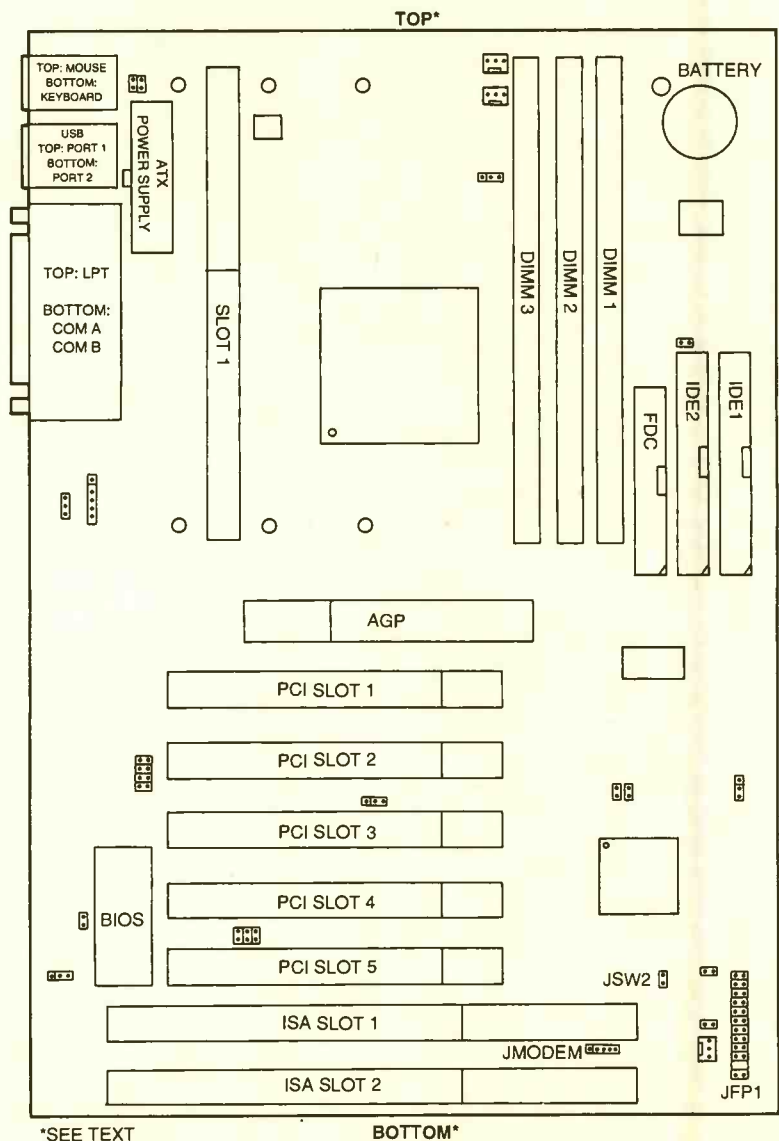 TOP*
TOP: MOUSE
BOTTOM:
KEYBOARD
USB
TOP: PORT 1
BOTTOM:
PORT 2
ATX
POWER SUPPLY
TOP: LPT
BOTTOM:
COM A
COM B
SLOT 1
DIMM 3
DIMM 2
DIMM 1
BATTERY
FDC
IDE2
IDE1
AGP
PCI SLOT 1
PCI SLOT 2
PCI SLOT 3
PCI SLOT 4
BIOS
PCI SLOT 5
JSW2
ISA SLOT 1
JMODEM
ISA SLOT 2
JFP1
*SEE TEXT
BOTTOM*